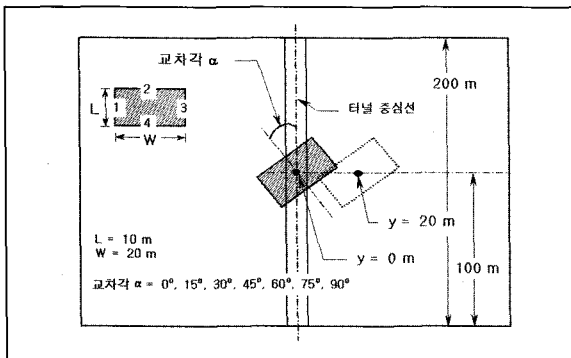 교차각 α
200 m
터널 중심선
L
1
2
3
4
W
y = 20 m
y = 0 m
100 m
L = 10 m
W = 20 m
교차각 α = 0°, 15°, 30°, 45°, 60°, 75°, 90°